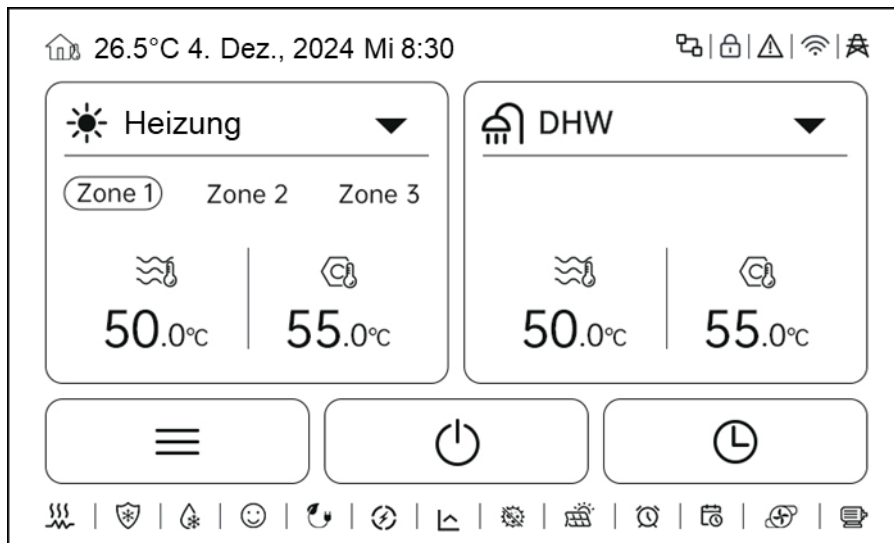 26.5°C 4. Dez., 2024 Mi 8:30
Heizung
Zone 1 Zone 2 Zone 3
50.0°C 55.0°C
DHW
50.0°C 55.0°C